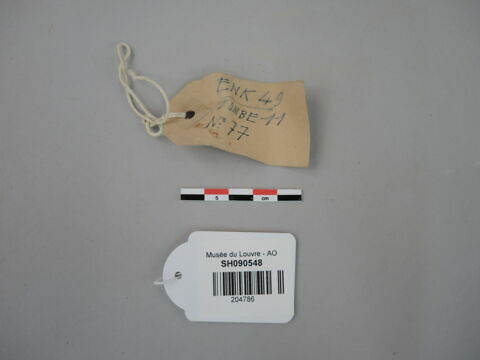 ENK 49
TOMBE 11
N° 77
5 cm
Musée du Louvre - AO
SH090548
204786